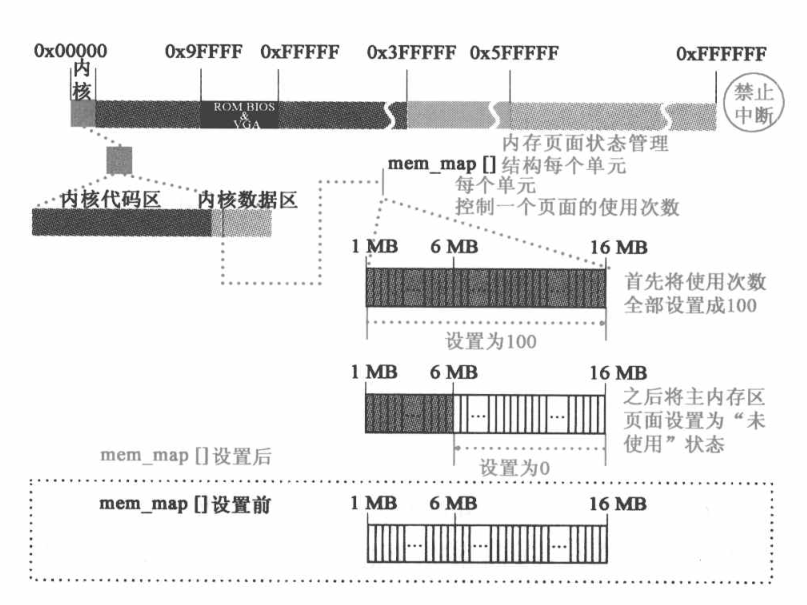 0x00000 0x9FFFF 0xFFFFF 0x3FFFFF 0x5FFFFF 0xFFFFFF
内
核
ROM BIOS
&
VGA
禁止
中断
内存页面状态管理
mem_map [] 结构每个单元
每个单元
控制一个页面的使用次数
内核代码区 内核数据区
1 MB 6 MB 16 MB
... ... ...
首先将使用次数
全部设置成100
设置为100
1 MB 6 MB 16 MB
... ... ...
之后将主内存区
页面设置为“未
使用”状态
设置为0
mem_map []设置后
mem_map []设置前
1 MB 6 MB 16 MB
... ... ...